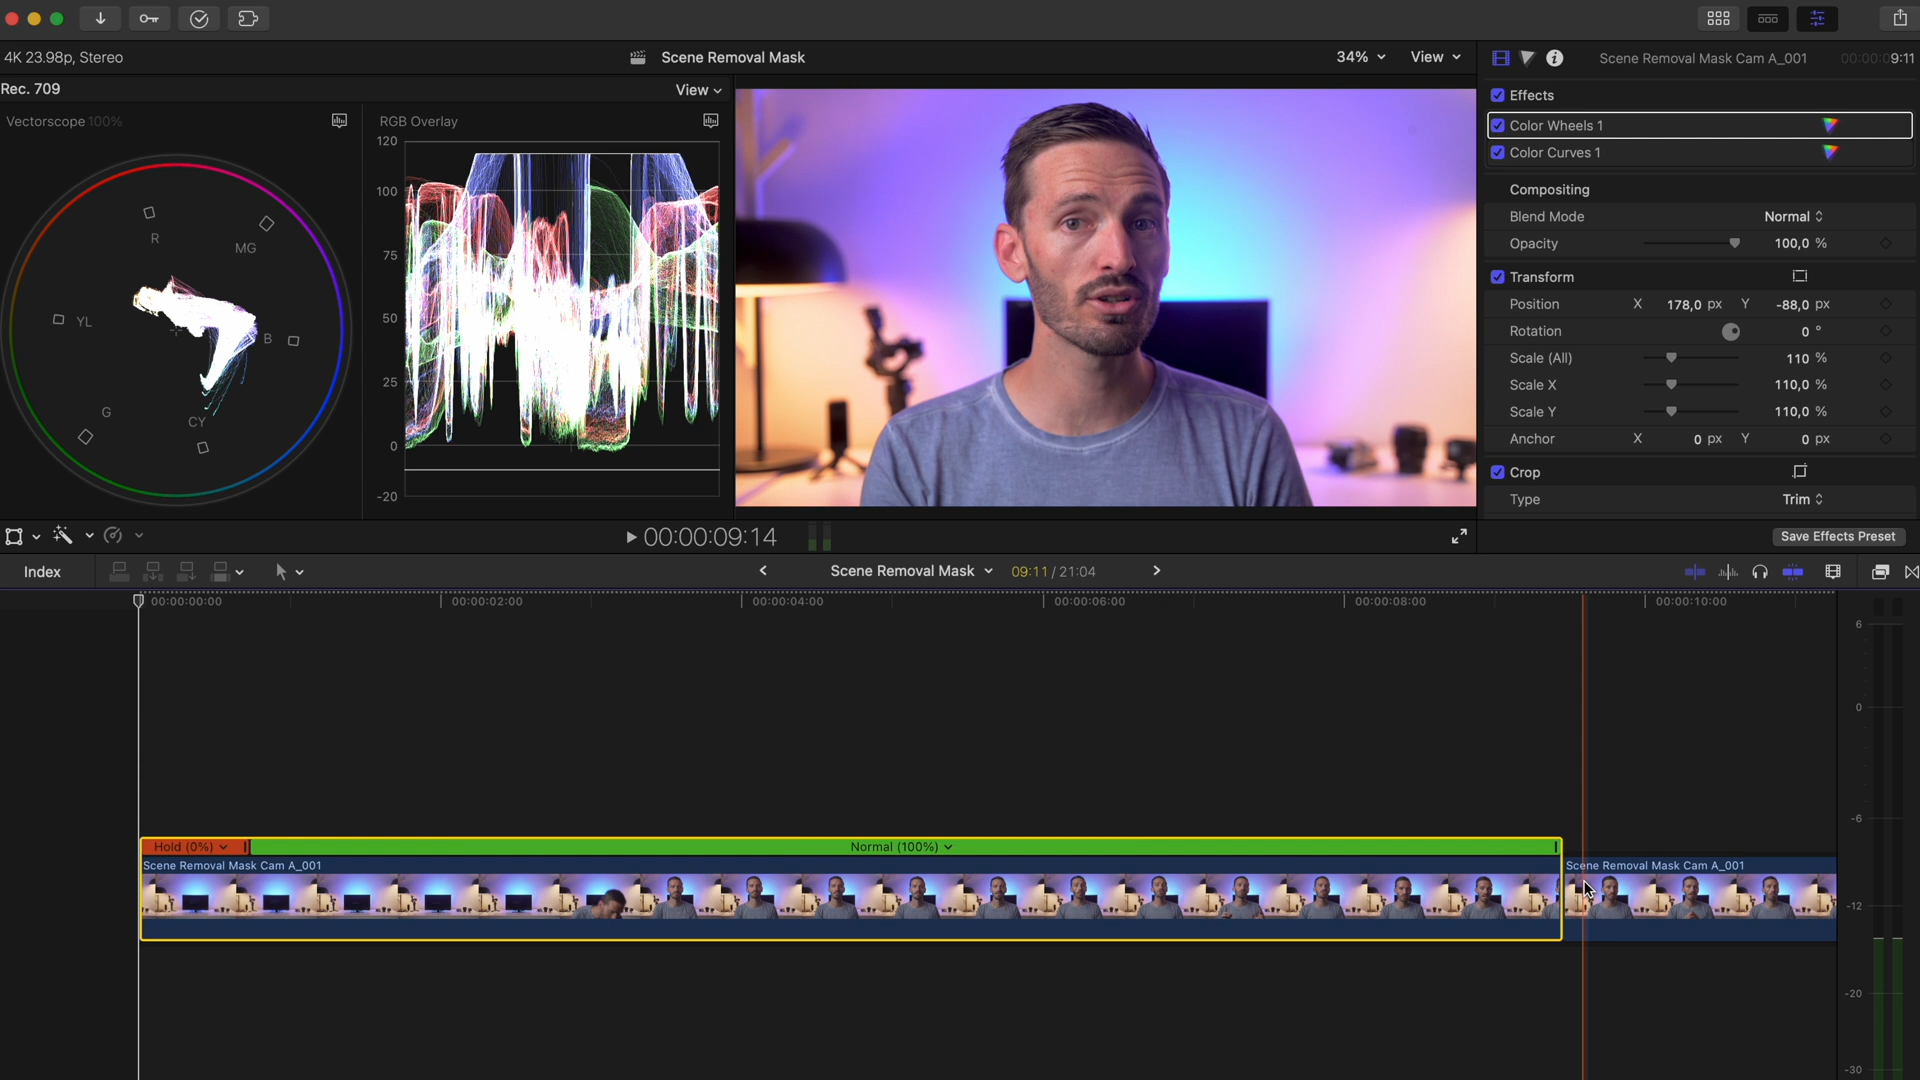 4K 23.98p, Stereo
Scene Removal Mask
34%
View
Scene Removal Mask Cam A_001
00:00:09:11
Rec. 709
View
Effects
Vectorscope 100%
RGB Overlay
Color Wheels 1
Color Curves 1
120
100
75
50
25
0
-20
R
MG
YL
B
G
CY
Compositing
Blend Mode
Normal
Opacity
100,0 %
Transform
Position
X
178,0 px
Y
-88,0 px
Rotation
0 °
Scale (All)
110 %
Scale X
110,0 %
Scale Y
110,0 %
Anchor
X
0 px
Y
0 px
Crop
Type
Trim
00:00:09:14
Save Effects Preset
Index
Scene Removal Mask
09:11 / 21:04
00:00:00:00
00:00:02:00
00:00:04:00
00:00:06:00
00:00:08:00
00:00:10:00
6
0
-6
-12
-20
-30
Hold (0%)
Normal (100%)
Scene Removal Mask Cam A_001
Scene Removal Mask Cam A_001